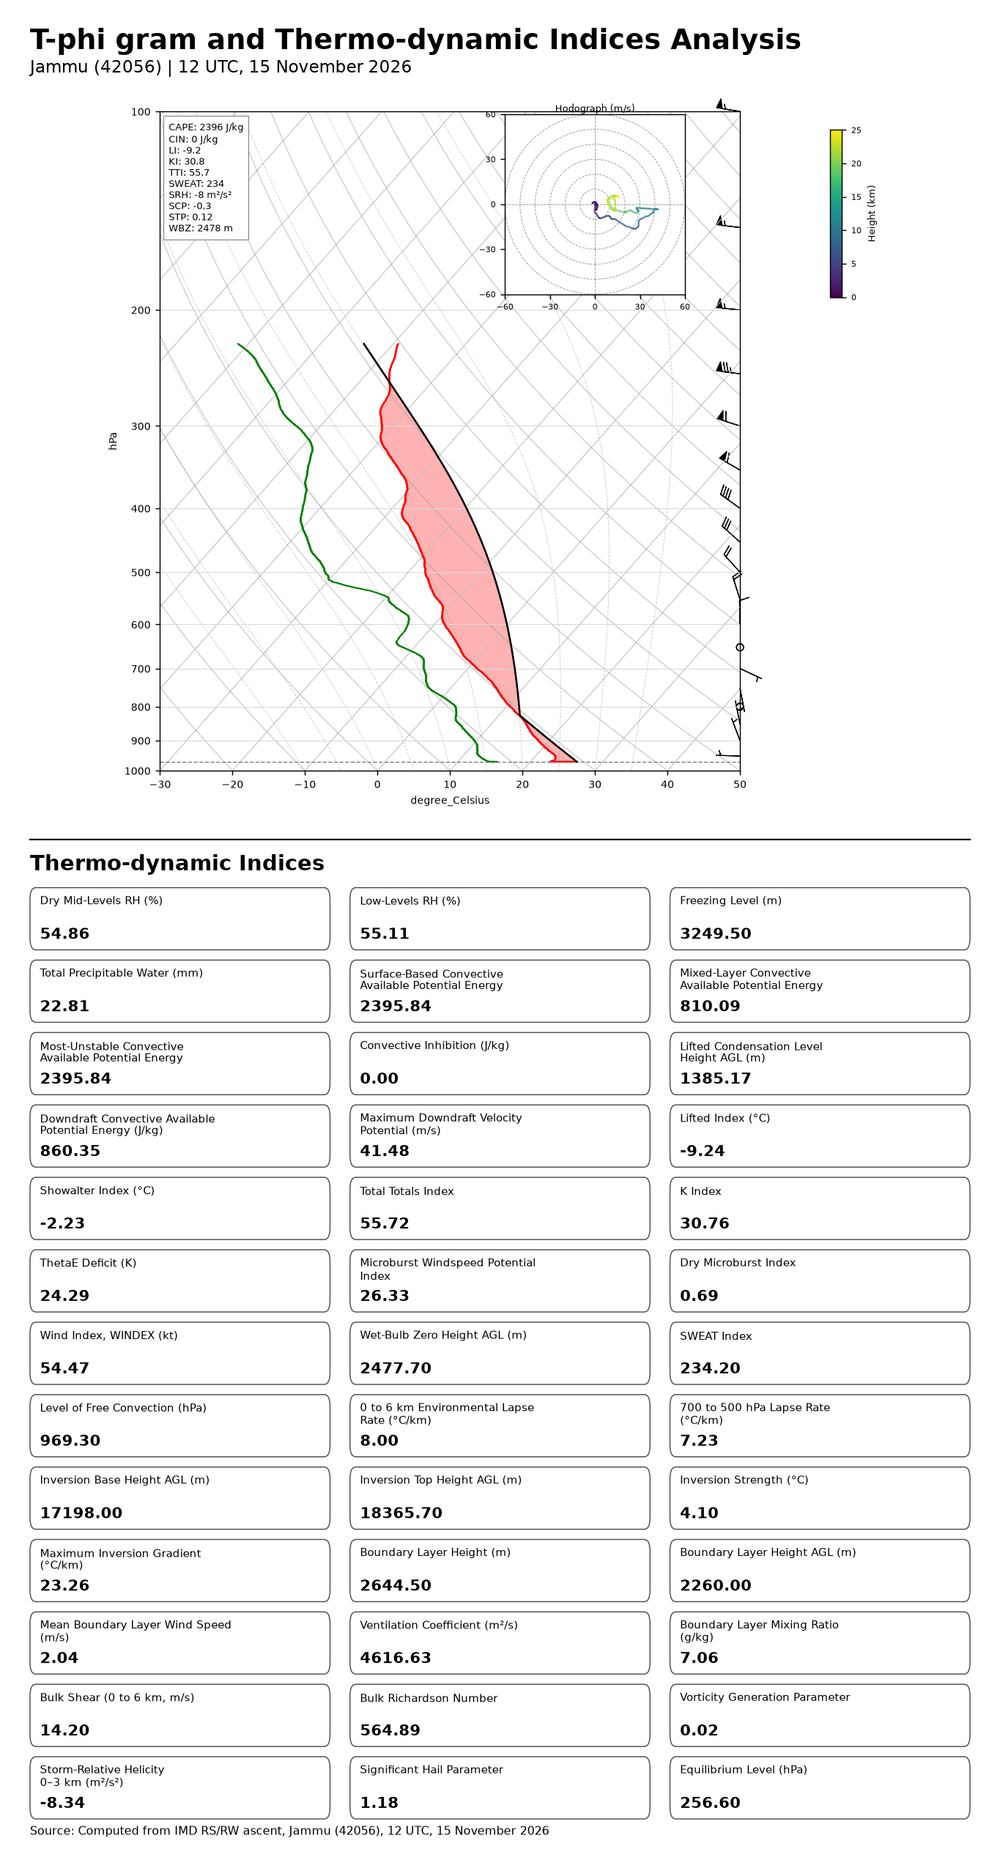 T-phi gram and Thermo-dynamic Indices Analysis
Jammu (42056) | 12 UTC, 15 November 2026
CAPE: 2396 J/kg
CIN: 0 J/kg
LI: -9.2
KI: 30.8
TTI: 55.7
SWEAT: 234
SRH: -8 m²/s²
SCP: -0.3
STP: 0.12
WBZ: 2478 m
Hodograph (m/s)
60
30
0
−30
−60
−60 −30 0 30 60
25
20
15
10
5
0
Height (km)
100
200
300
400
500
600
700
800
900
1000
hPa
−30 −20 −10 0 10 20 30 40 50
degree_Celsius
Thermo-dynamic Indices
Dry Mid-Levels RH (%)
54.86
Low-Levels RH (%)
55.11
Freezing Level (m)
3249.50
Total Precipitable Water (mm)
22.81
Surface-Based Convective
Available Potential Energy
2395.84
Mixed-Layer Convective
Available Potential Energy
810.09
Most-Unstable Convective
Available Potential Energy
2395.84
Convective Inhibition (J/kg)
0.00
Lifted Condensation Level
Height AGL (m)
1385.17
Downdraft Convective Available
Potential Energy (J/kg)
860.35
Maximum Downdraft Velocity
Potential (m/s)
41.48
Lifted Index (°C)
-9.24
Showalter Index (°C)
-2.23
Total Totals Index
55.72
K Index
30.76
ThetaE Deficit (K)
24.29
Microburst Windspeed Potential
Index
26.33
Dry Microburst Index
0.69
Wind Index, WINDEX (kt)
54.47
Wet-Bulb Zero Height AGL (m)
2477.70
SWEAT Index
234.20
Level of Free Convection (hPa)
969.30
0 to 6 km Environmental Lapse
Rate (°C/km)
8.00
700 to 500 hPa Lapse Rate
(°C/km)
7.23
Inversion Base Height AGL (m)
17198.00
Inversion Top Height AGL (m)
18365.70
Inversion Strength (°C)
4.10
Maximum Inversion Gradient
(°C/km)
23.26
Boundary Layer Height (m)
2644.50
Boundary Layer Height AGL (m)
2260.00
Mean Boundary Layer Wind Speed
(m/s)
2.04
Ventilation Coefficient (m²/s)
4616.63
Boundary Layer Mixing Ratio
(g/kg)
7.06
Bulk Shear (0 to 6 km, m/s)
14.20
Bulk Richardson Number
564.89
Vorticity Generation Parameter
0.02
Storm-Relative Helicity
0–3 km (m²/s²)
-8.34
Significant Hail Parameter
1.18
Equilibrium Level (hPa)
256.60
Source: Computed from IMD RS/RW ascent, Jammu (42056), 12 UTC, 15 November 2026